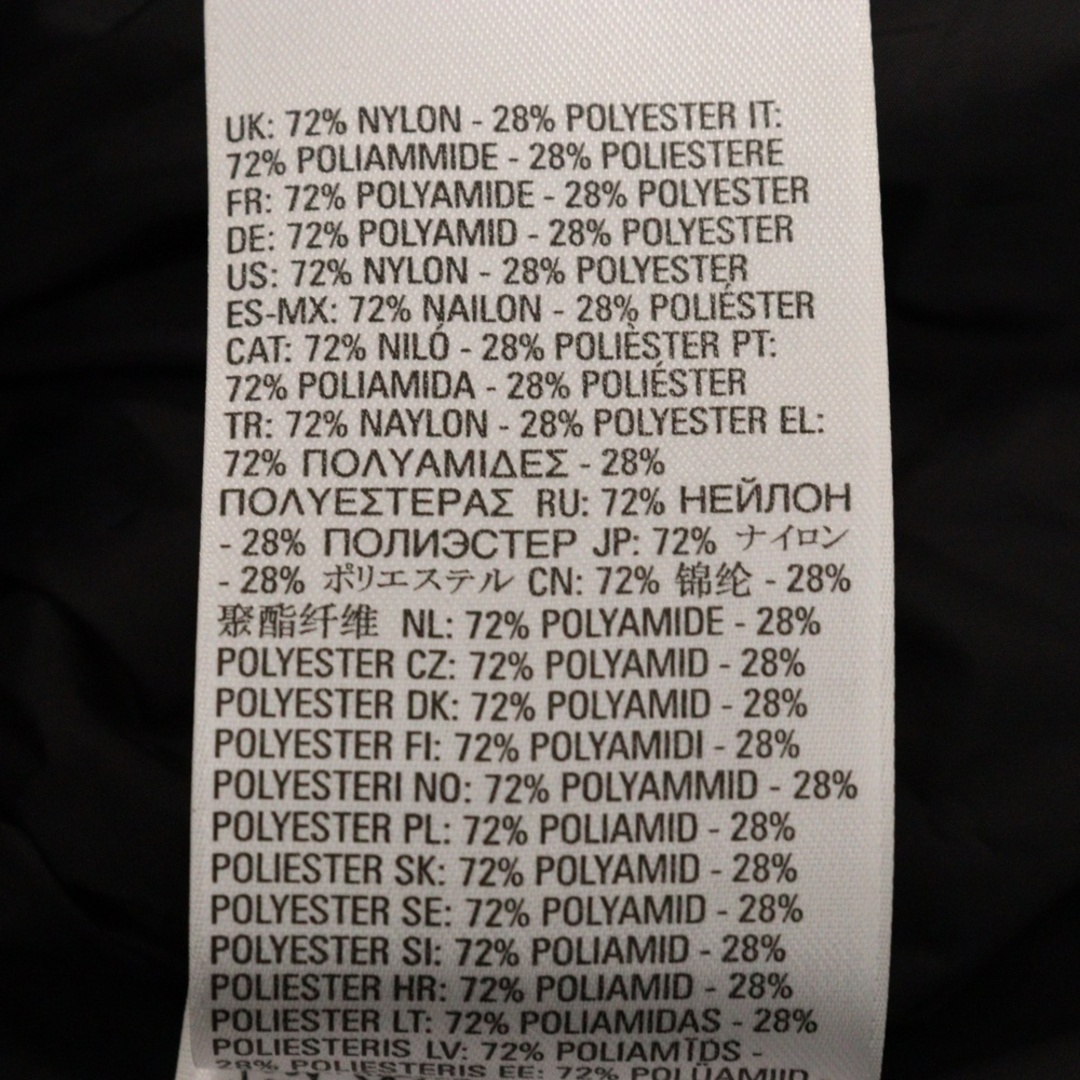 UK: 72% NYLON - 28% POLYESTER IT:
72% POLIAMMIDE - 28% POLIESTERE
FR: 72% POLYAMIDE - 28% POLYESTER
DE: 72% POLYAMID - 28% POLYESTER
US: 72% NYLON - 28% POLYESTER
ES-MX: 72% NAILON - 28% POLIÉSTER
CAT: 72% NILÓ - 28% POLIÈSTER PT:
72% POLIAMIDA - 28% POLIÉSTER
TR: 72% NAYLON - 28% POLYESTER EL:
72% ΠΟΛΥΑΜΙΔΕΣ - 28%
ΠΟΛΥΕΣΤΕΡΑΣ RU: 72% НЕЙЛОН
- 28% ПОЛИЭСТЕР JP: 72% ナイロン
- 28% ポリエステル CN: 72% 锦纶 - 28%
聚酯纤维 NL: 72% POLYAMIDE - 28%
POLYESTER CZ: 72% POLYAMID - 28%
POLYESTER DK: 72% POLYAMID - 28%
POLYESTER FI: 72% POLYAMIDI - 28%
POLYESTERI NO: 72% POLYAMMID - 28%
POLYESTER PL: 72% POLIAMID - 28%
POLIESTER SK: 72% POLYAMID - 28%
POLYESTER SE: 72% POLYAMID - 28%
POLYESTER SI: 72% POLIAMID - 28%
POLIESTER HR: 72% POLIAMID - 28%
POLIESTER LT: 72% POLIAMIDAS - 28%
POLIESTERIS LV: 72% POLIAMĪDS -
28% POLIESTERIS EE: 72% POLÜAMIID